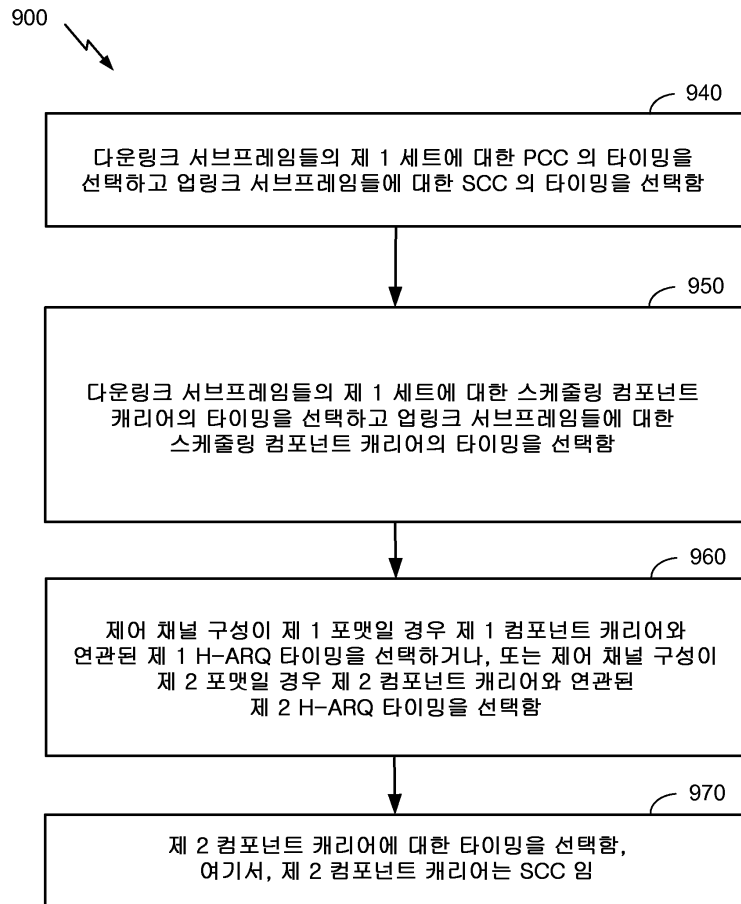 900
940
다운링크 서브프레임들의 제 1 세트에 대한 PCC 의 타이밍을
선택하고 업링크 서브프레임들에 대한 SCC 의 타이밍을 선택함
950
다운링크 서브프레임들의 제 1 세트에 대한 스케줄링 컴포넌트
캐리어의 타이밍을 선택하고 업링크 서브프레임들에 대한
스케줄링 컴포넌트 캐리어의 타이밍을 선택함
960
제어 채널 구성이 제 1 포맷일 경우 제 1 컴포넌트 캐리어와
연관된 제 1 H-ARQ 타이밍을 선택하거나, 또는 제어 채널 구성이
제 2 포맷일 경우 제 2 컴포넌트 캐리어와 연관된
제 2 H-ARQ 타이밍을 선택함
970
제 2 컴포넌트 캐리어에 대한 타이밍을 선택함,
여기서, 제 2 컴포넌트 캐리어는 SCC 임